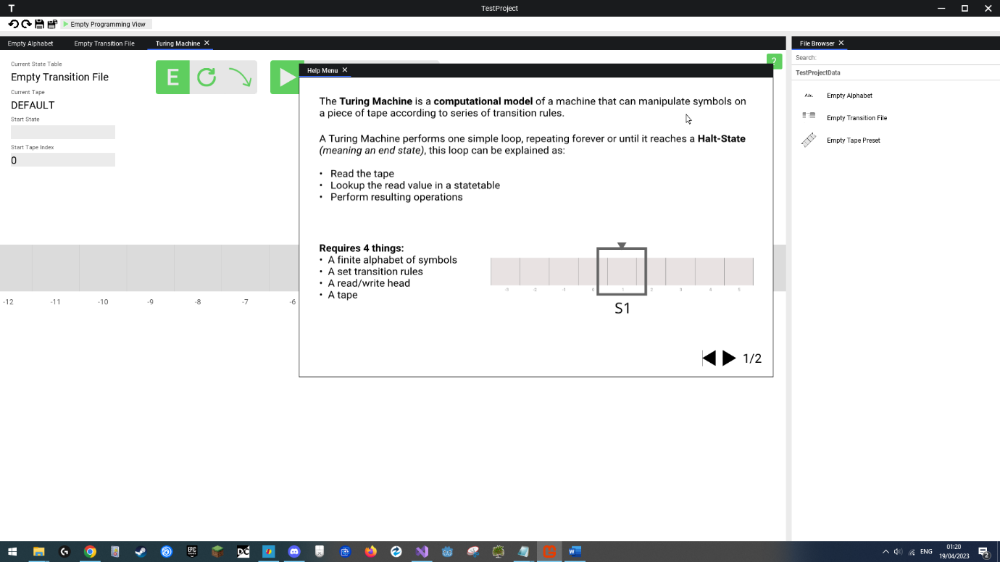 T
TestProject
Empty Programming View
Empty Alphabet
Empty Transition File
Turing Machine
File Browser
Current State Table
Empty Transition File
Current Tape
DEFAULT
Start State
Start Tape Index
0
E
?
Help Menu
The Turing Machine is a computational model of a machine that can manipulate symbols on
a piece of tape according to series of transition rules.
A Turing Machine performs one simple loop, repeating forever or until it reaches a Halt-State
(meaning an end state), this loop can be explained as:
• Read the tape
• Lookup the read value in a statetable
• Perform resulting operations
Requires 4 things:
• A finite alphabet of symbols
• A set transition rules
• A read/write head
• A tape
-3 -2 -1 0 1 2 3 4 5
S1
1/2
-12 -11 -10 -9 -8 -7 -6
Search:
TestProjectData
Abc.
Empty Alphabet
Empty Transition File
Empty Tape Preset
EPIC
GAMES
DC
W
ENG
01:20
19/04/2023
2